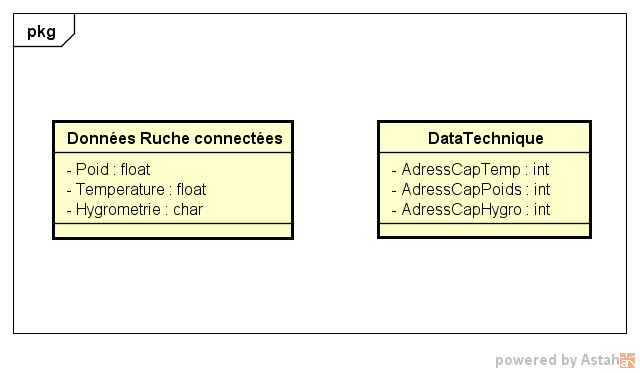 pkg
Données Ruche connectées
- Poid : float
- Temperature : float
- Hygrometrie : char
DataTechnique
- AdressCapTemp : int
- AdressCapPoids : int
- AdressCapHygro : int
powered by Astah